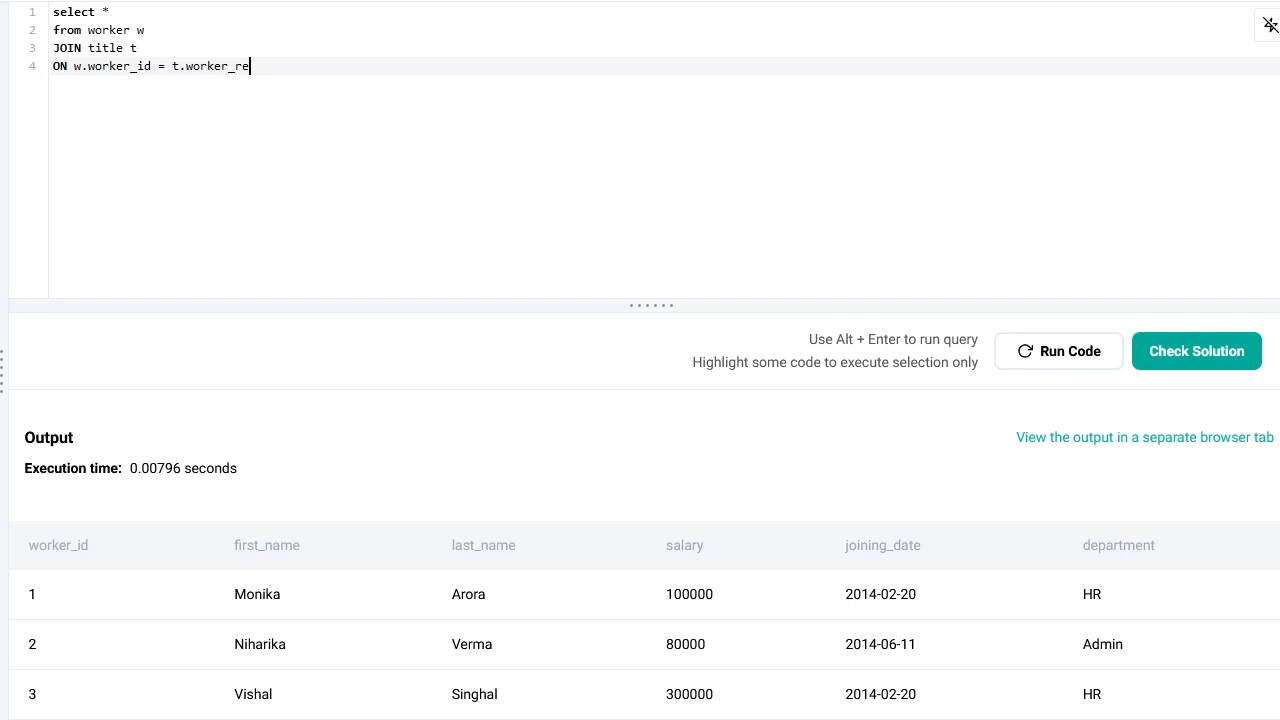 1 select *
2 from worker w
3 JOIN title t
4 ON w.worker_id = t.worker_re
Use Alt + Enter to run query
Highlight some code to execute selection only
Run Code
Check Solution
Output
View the output in a separate browser tab
Execution time: 0.00796 seconds
worker_id first_name last_name salary joining_date department
1 Monika Arora 100000 2014-02-20 HR
2 Niharika Verma 80000 2014-06-11 Admin
3 Vishal Singhal 300000 2014-02-20 HR